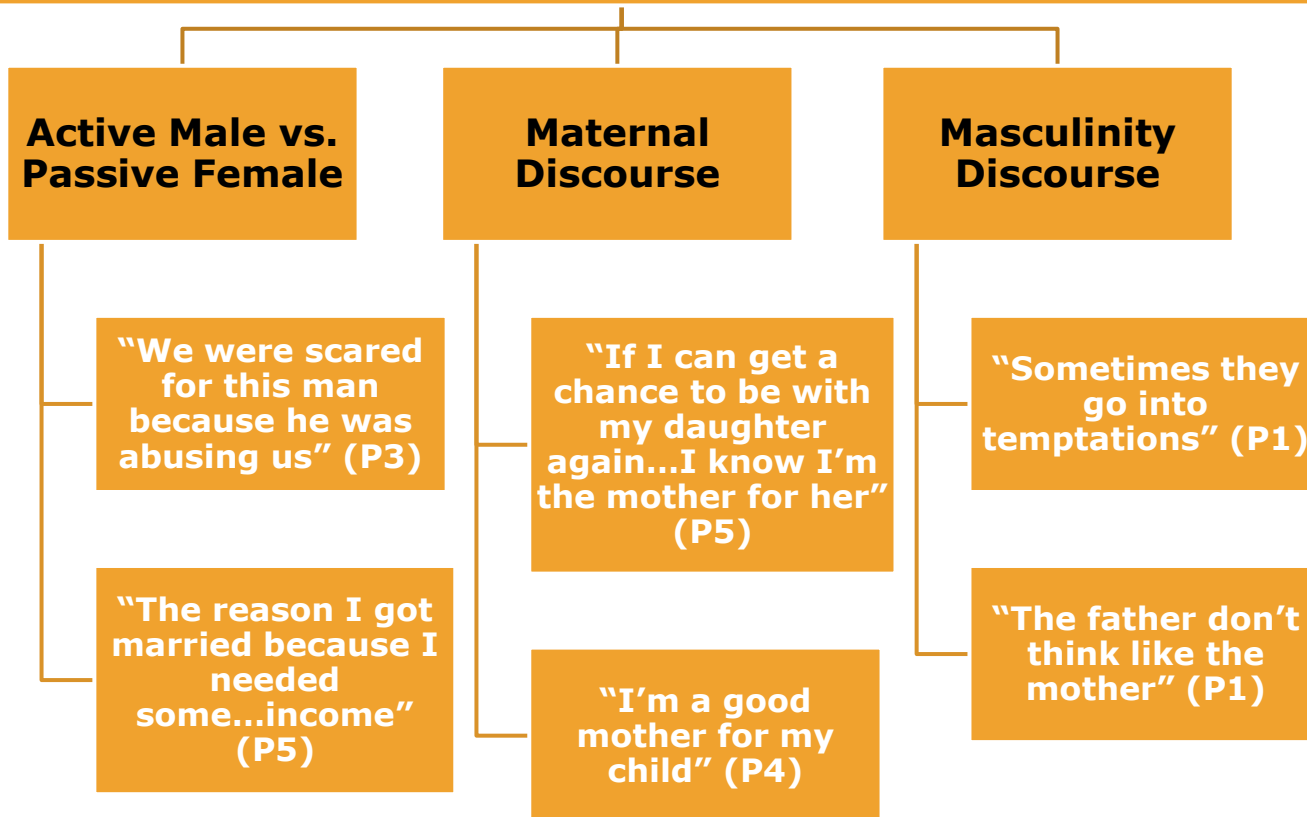 Active Male vs.
Passive Female
“We were scared
for this man
because he was
abusing us” (P3)
“The reason I got
married because I
needed
some...income”
(P5)
Maternal
Discourse
“If I can get a
chance to be with
my daughter
again...I know I’m
the mother for her”
(P5)
“I’m a good
mother for my
child” (P4)
Masculinity
Discourse
“Sometimes they
go into
temptations” (P1)
“The father don’t
think like the
mother” (P1)